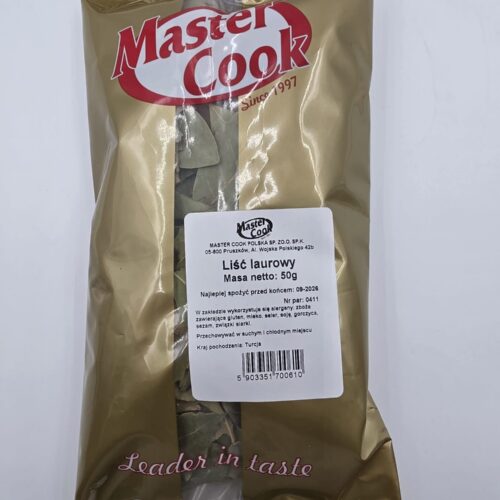 Master
Cook
Since 1997
Master
Cook
MASTER COOK POLSKA SP. ZO.O. SP.K.
05-800 Pruszków, Al. Wojska Polskiego 42b
Liść laurowy
Masa netto: 50g
Najlepiej spożyć przed końcem: 09-2026
Nr par: 0411
W zakładzie wykorzystuje się alergeny: zboża
zawierające gluten, mleko, seler, soję, gorczycę,
sezam, związki siarki.
Przechowywać w suchym i chłodnym miejscu
Kraj pochodzenia: Turcja
5 903351 700610
Leader in taste